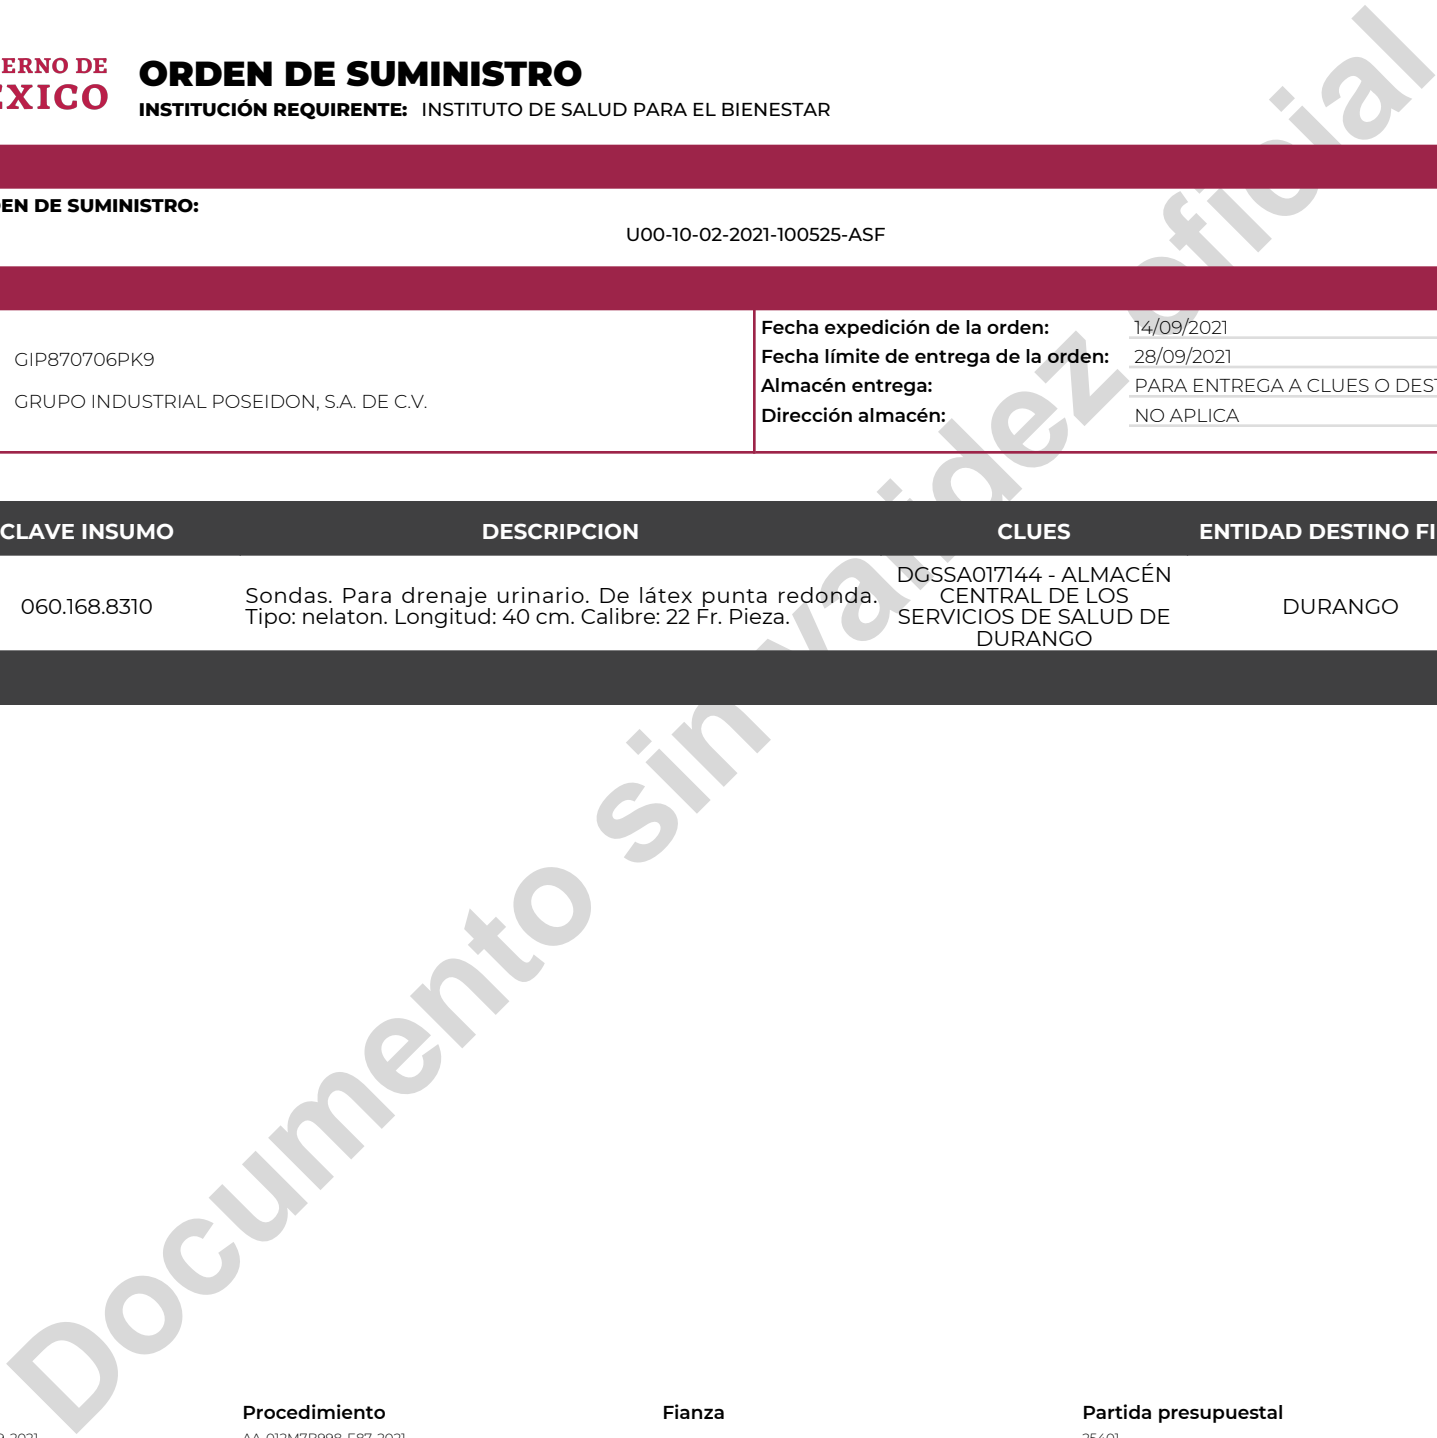 ERNO DE
ORDEN DE SUMINISTRO
INSTITUCIÓN REQUIRENTE: INSTITUTO DE SALUD PARA EL BIENESTAR
EXICO
EN DE SUMINISTRO:
U00-10-02-2021-100525-ASF
GIP870706PK9
GRUPO INDUSTRIAL POSEIDON, S.A. DE C.V.
Fecha expedición de la orden: 14/09/2021
Fecha límite de entrega de la orden: 28/09/2021
Almacén entrega: PARA ENTREGA A CLUES O DEST
Dirección almacén: NO APLICA
CLAVE INSUMO DESCRIPCION CLUES ENTIDAD DESTINO FI
060.168.8310
Sondas. Para drenaje urinario. De látex punta redonda.
Tipo: nelaton. Longitud: 40 cm. Calibre: 22 Fr. Pieza.
DGSSA017144 - ALMACÉN
CENTRAL DE LOS
SERVICIOS DE SALUD DE
DURANGO
DURANGO
Documento sin validez oficial
Procedimiento Fianza Partida presupuestal